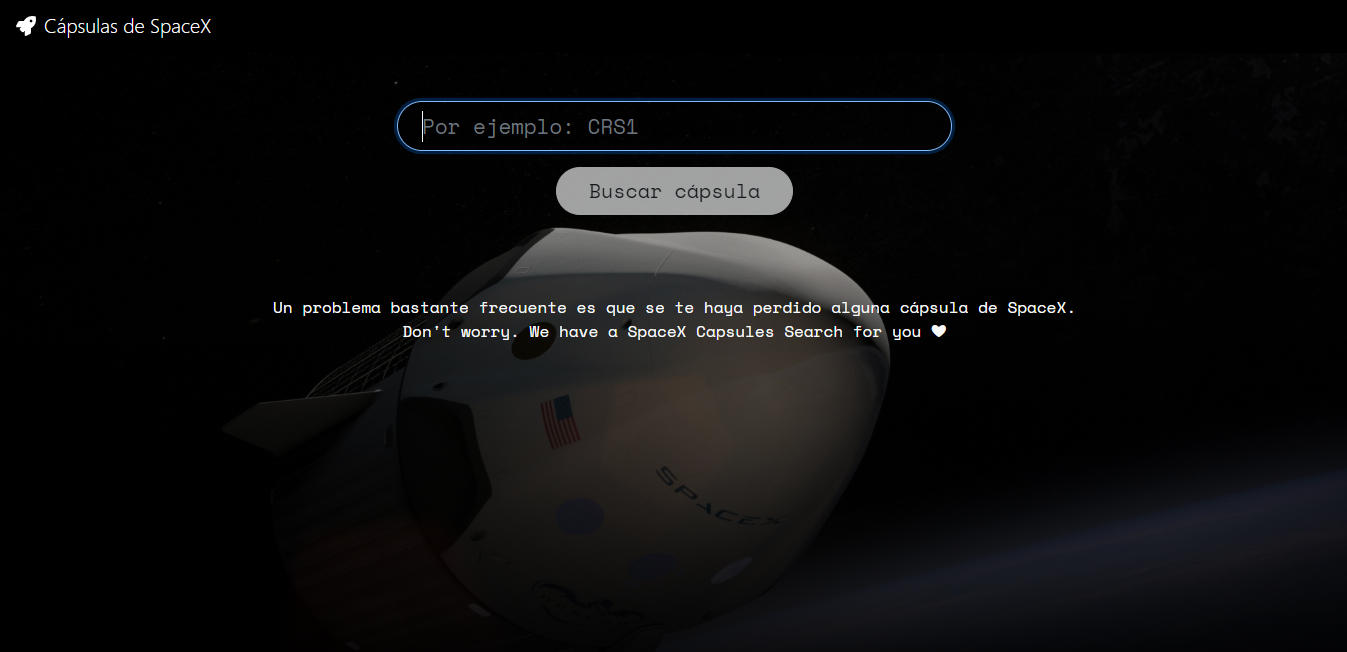 Cápsulas de SpaceX
Por ejemplo: CRS1
Buscar cápsula
Un problema bastante frecuente es que se te haya perdido alguna cápsula de SpaceX.
Don't worry. We have a SpaceX Capsules Search for you ♥
SPACEX